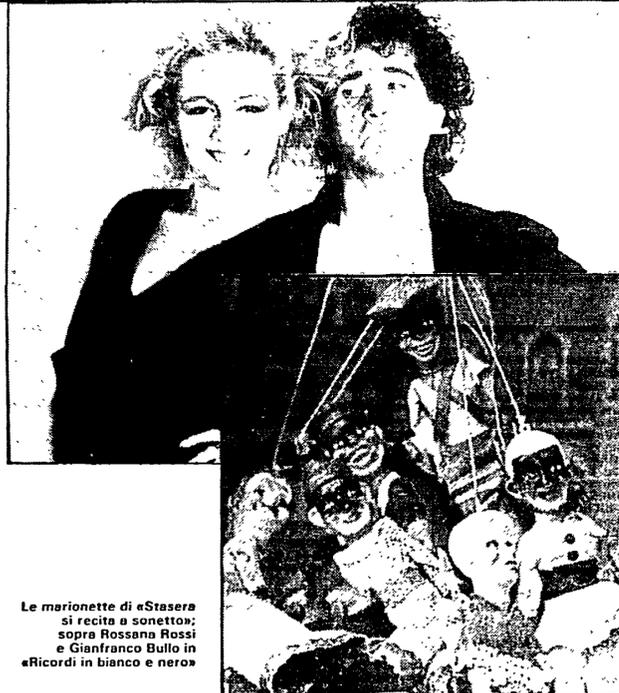 Le marionette di «Stasera
si recita a sonetto»;
sopra Rossana Rossi
e Gianfranco Bullo in
«Ricordi in bianco e nero»